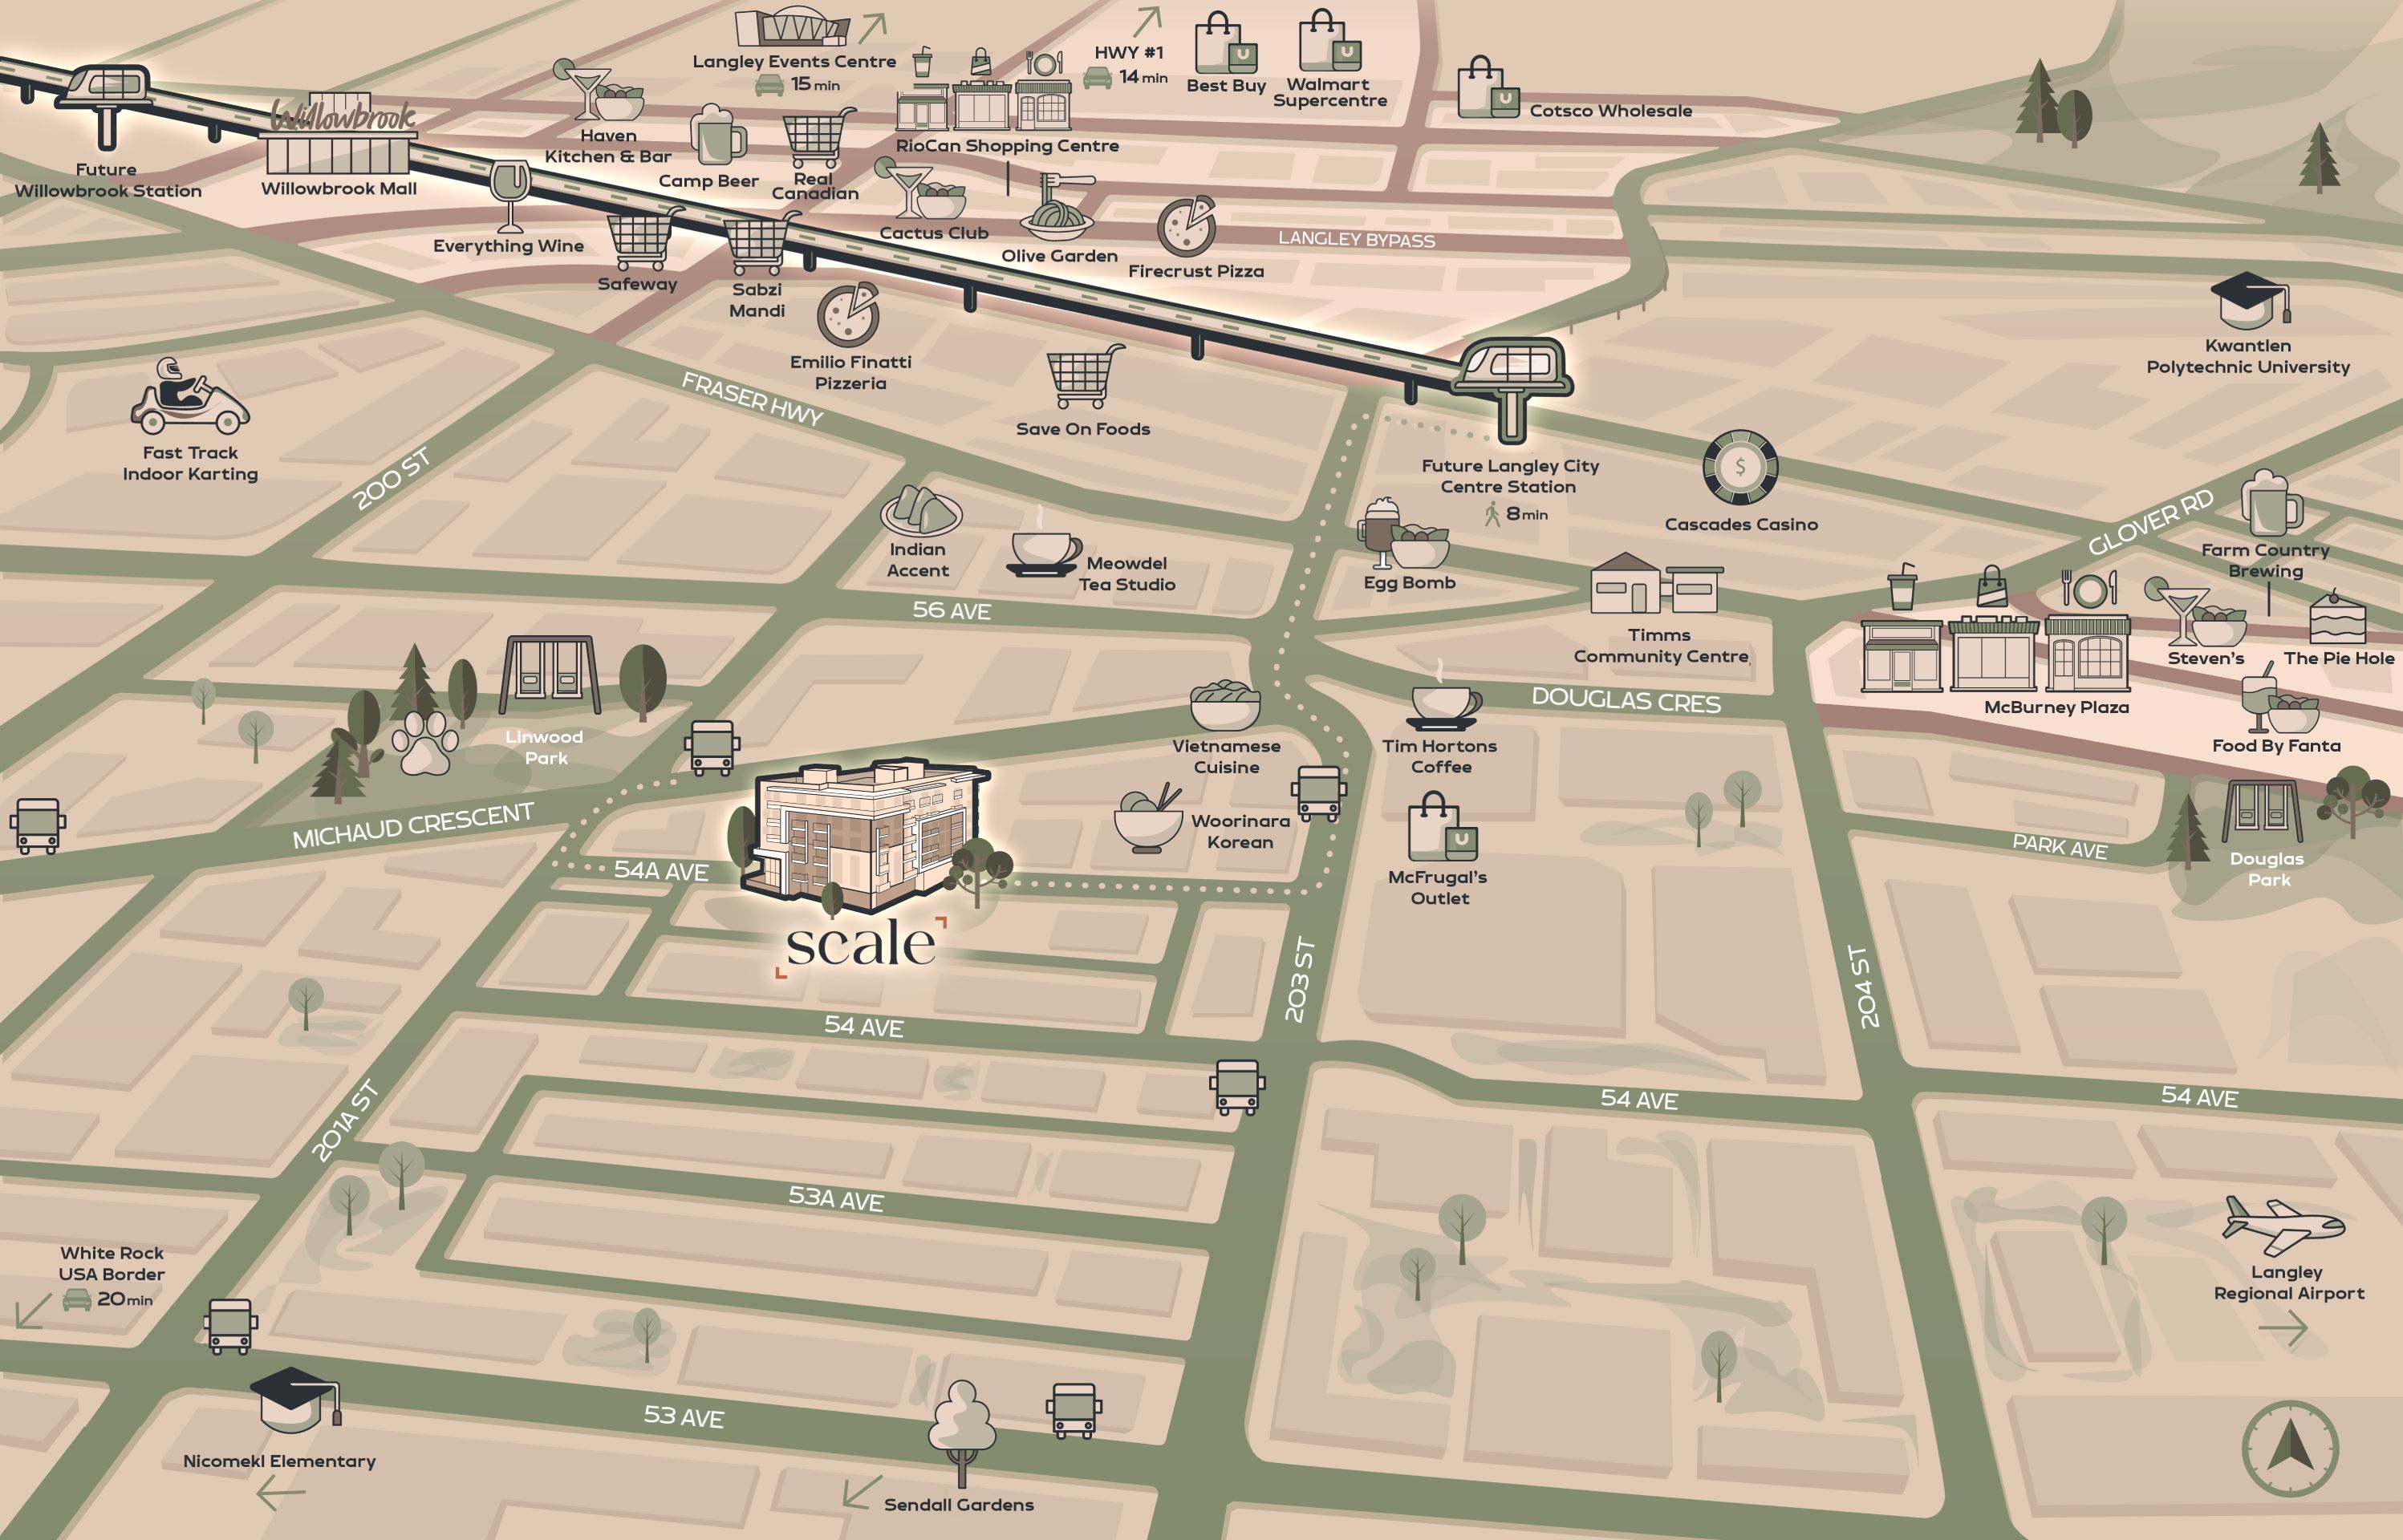 Langley Events Centre
15 min
HWY #1
14 min
Best Buy
Walmart
Supercentre
Cotsco Wholesale
Willowbrook
Future
Willowbrook Station
Willowbrook Mall
Haven
Kitchen & Bar
Camp Beer
Real
Canadian
RioCan Shopping Centre
Everything Wine
Safeway
Sabzi
Mandi
Cactus Club
Olive Garden
Firecrust Pizza
LANGLEY BYPASS
Emilio Finatti
Pizzeria
Save On Foods
Kwantlen
Polytechnic University
Fast Track
Indoor Karting
200 ST
FRASER HWY
Future Langley City
Centre Station
8 min
$
Cascades Casino
GLOVER RD
Farm Country
Brewing
Indian
Accent
Meowdel
Tea Studio
Egg Bomb
56 AVE
Timms
Community Centre
Steven's
The Pie Hole
McBurney Plaza
Food By Fanta
DOUGLAS CRES
Linwood
Park
Vietnamese
Cuisine
Tim Hortons
Coffee
MICHAUD CRESCENT
Woorinara
Korean
McFrugal's
Outlet
PARK AVE
Douglas
Park
54A AVE
scale
203 ST
204 ST
54 AVE
54 AVE
54 AVE
201A ST
53A AVE
White Rock
USA Border
20 min
Langley
Regional Airport
53 AVE
Nicomekl Elementary
Sendall Gardens